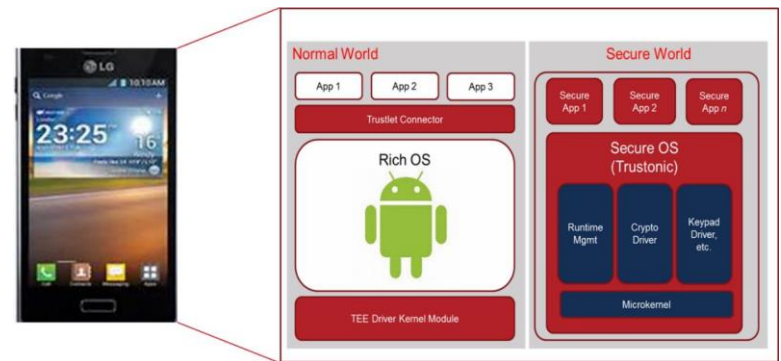 LG
10:10 AM
Google
23:25
16°
Call
Contacts
Messaging
Apps
Normal World
App 1
App 2
App 3
Trustlet Connector
Rich OS
TEE Driver Kernel Module
Secure World
Secure
App 1
Secure
App 2
Secure
App n
Secure OS
(Trustonic)
Runtime
Mgmt
Crypto
Driver
Keypad
Driver,
etc.
Microkernel